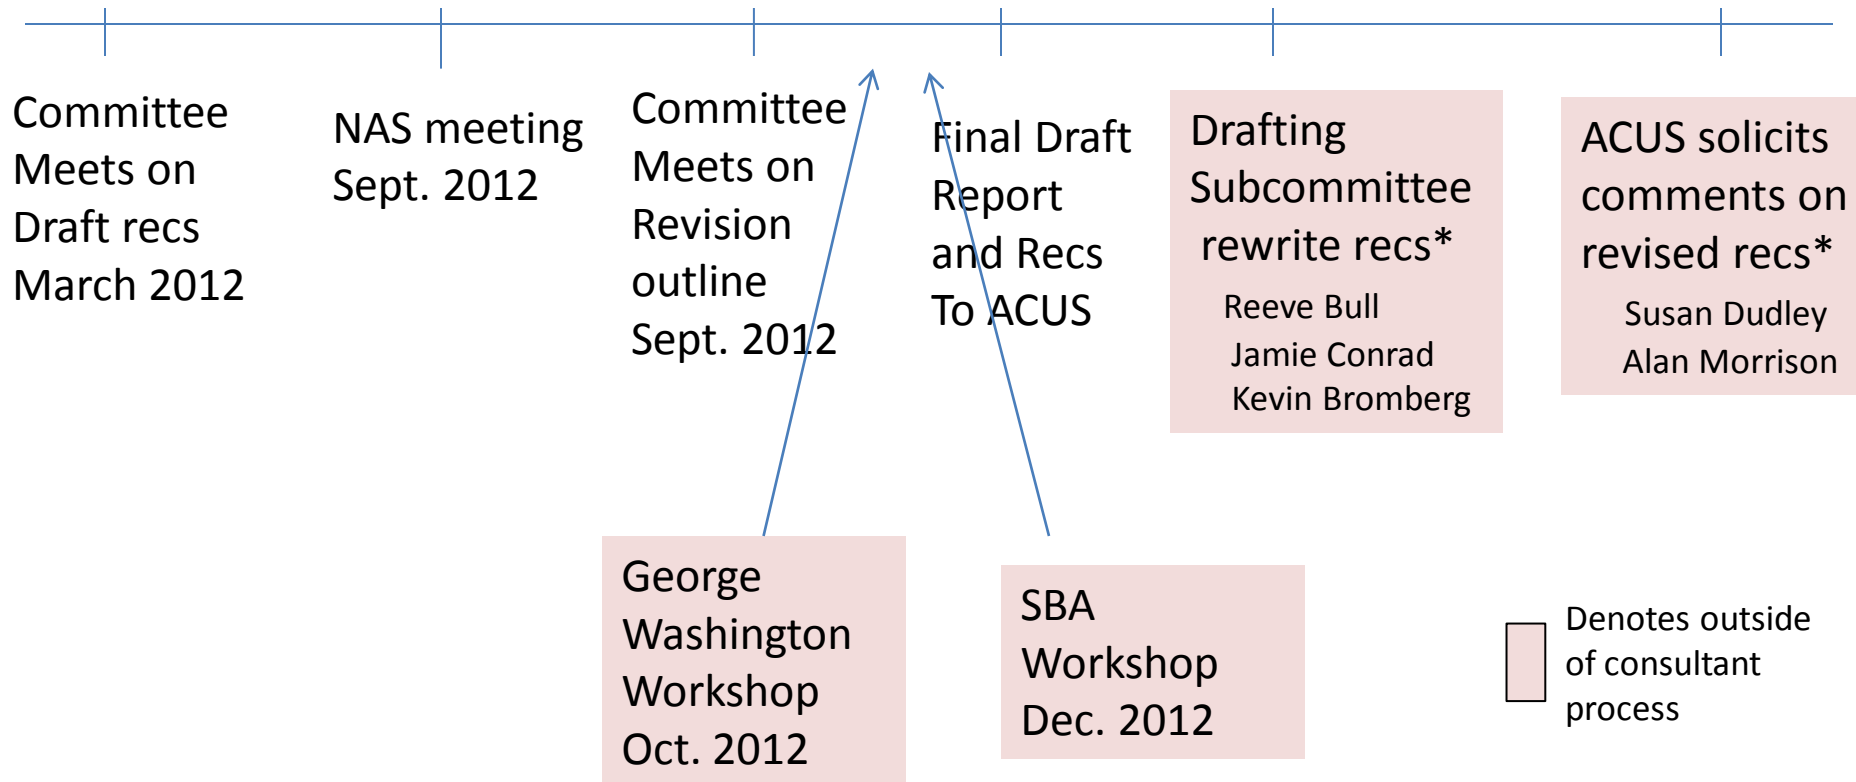 Committee
Meets on
Draft recs
March 2012
NAS meeting
Sept. 2012
Committee
Meets on
Revision
outline
Sept. 2012
Final Draft
Report
and Recs
To ACUS
Drafting
Subcommittee
rewrite recs*
Reeve Bull
Jamie Conrad
Kevin Bromberg
ACUS solicits
comments on
revised recs*
Susan Dudley
Alan Morrison
George
Washington
Workshop
Oct. 2012
SBA
Workshop
Dec. 2012
Denotes outside
of consultant
process